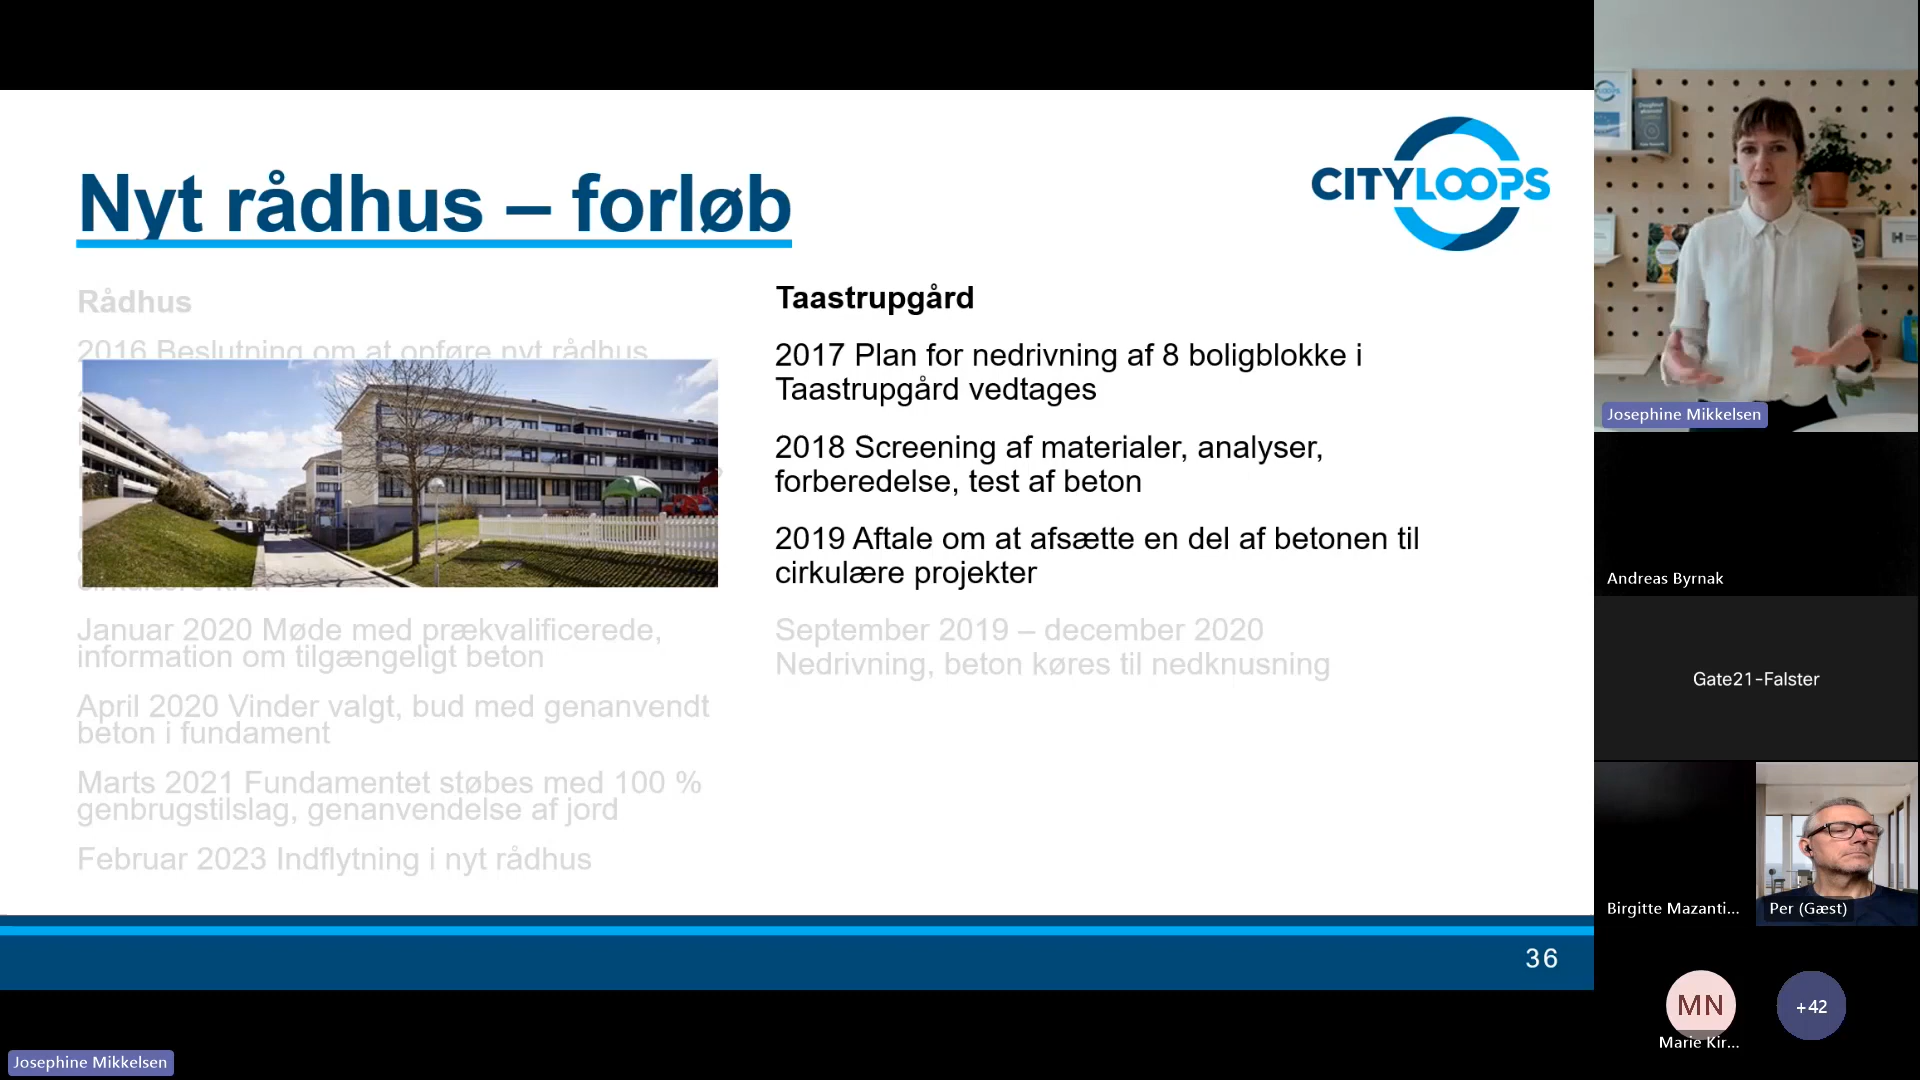 Nyt rådhus – forløb
CITYLOOPS
Rådhus
2016 Beslutning om at opføre nyt rådhus
Januar 2020 Møde med prækvalificerede,
information om tilgængeligt beton
April 2020 Vinder valgt, bud med genanvendt
beton i fundament
Marts 2021 Fundamentet støbes med 100 %
genbrugstilslag, genanvendelse af jord
Februar 2023 Indflytning i nyt rådhus
Taastrupgård
2017 Plan for nedrivning af 8 boligblokke i
Taastrupgård vedtages
2018 Screening af materialer, analyser,
forberedelse, test af beton
2019 Aftale om at afsætte en del af betonen til
cirkulære projekter
September 2019 – december 2020
Nedrivning, beton køres til nedknusning
36
Josephine Mikkelsen
Josephine Mikkelsen
Andreas Byrnak
Gate21-Falster
Birgitte Mazanti...
Per (Gæst)
MN
+42
Marie Kir...